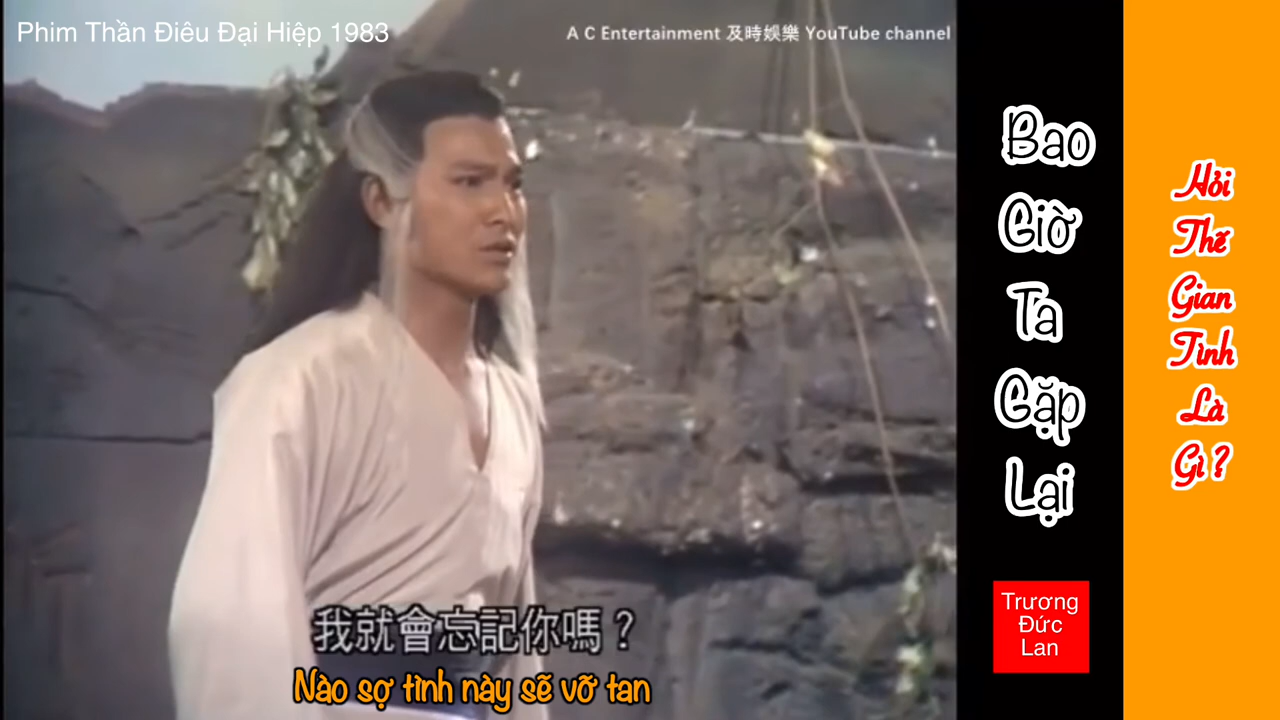 Phim Thần Điêu Đại Hiệp 1983
A C Entertainment 及時娛樂 YouTube channel
我就會忘記你嗎？
Nào sợ tình này sẽ vỡ tan
Bao
Giờ
Ta
Gặp
Lại
Trương
Đức
Lan
Hỏi
Thế
Gian
Tình
Là
Gì ?